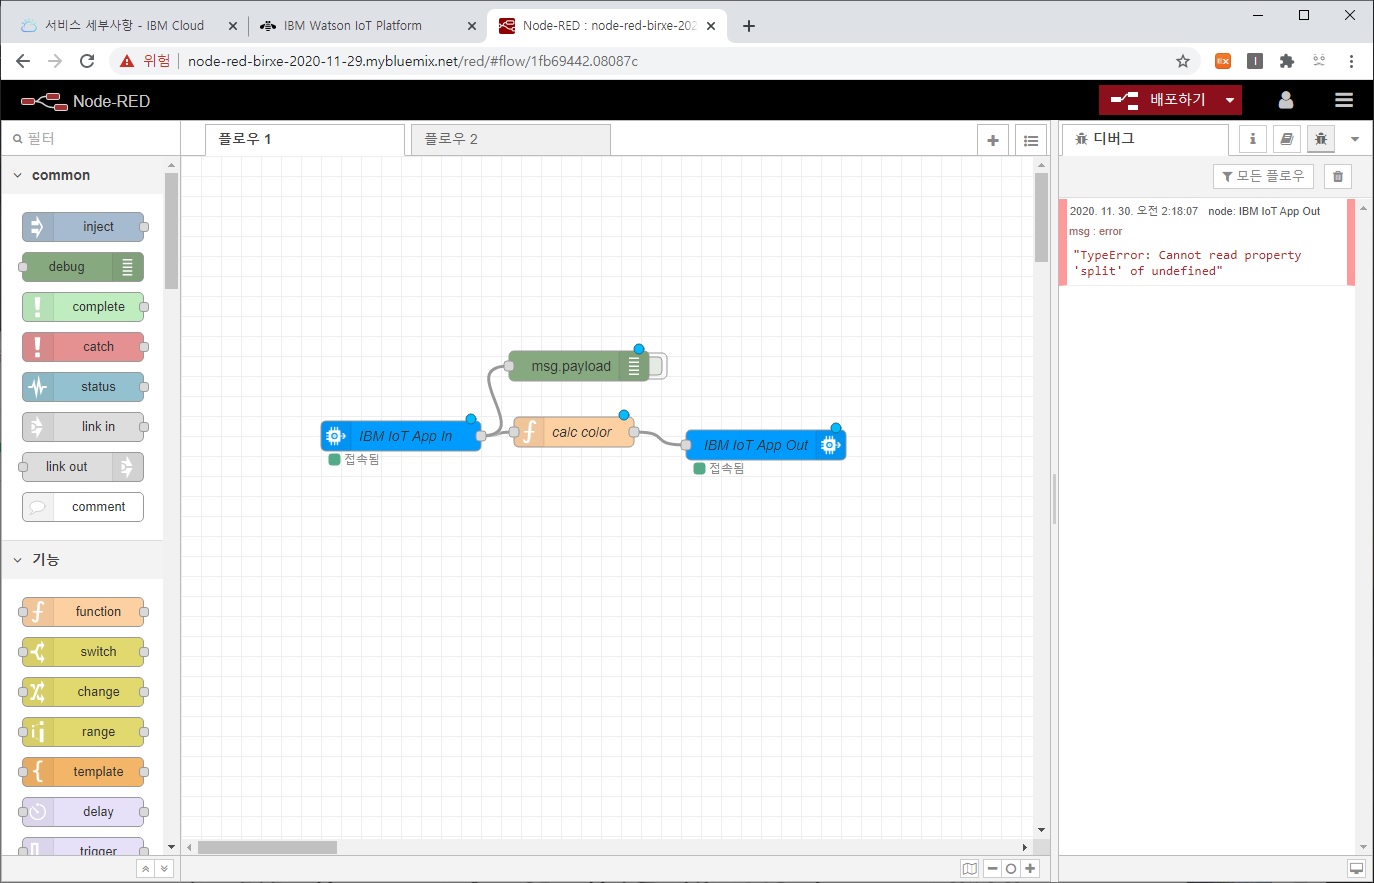 서비스 세부사항 - IBM Cloud
IBM Watson IoT Platform
Node-RED : node-red-birxe-202
위험
node-red-birxe-2020-11-29.mybluemix.net/red/#flow/1fb69442.08087c
Node-RED
배포하기
필터
플로우 1
플로우 2
디버그
common
모든 플로우
inject
debug
complete
catch
status
link in
link out
comment
기능
function
switch
change
range
template
delay
trigger
msg.payload
IBM IoT App In
접속됨
calc color
IBM IoT App Out
접속됨
2020. 11. 30. 오전 2:18:07 node: IBM IoT App Out
msg : error
"TypeError: Cannot read property
'split' of undefined"